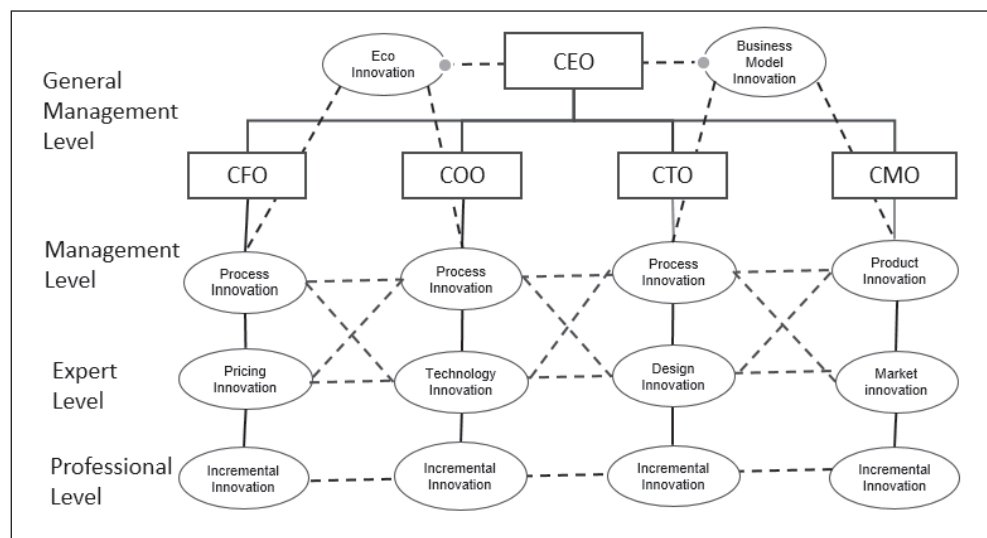 General
Management
Level
Eco
Innovation
CEO
Business
Model
Innovation
CFO
COO
CTO
CMO
Management
Level
Process
Innovation
Process
Innovation
Process
Innovation
Product
Innovation
Expert
Level
Pricing
Innovation
Technology
Innovation
Design
Innovation
Market
innovation
Professional
Level
Incremental
Innovation
Incremental
Innovation
Incremental
Innovation
Incremental
Innovation